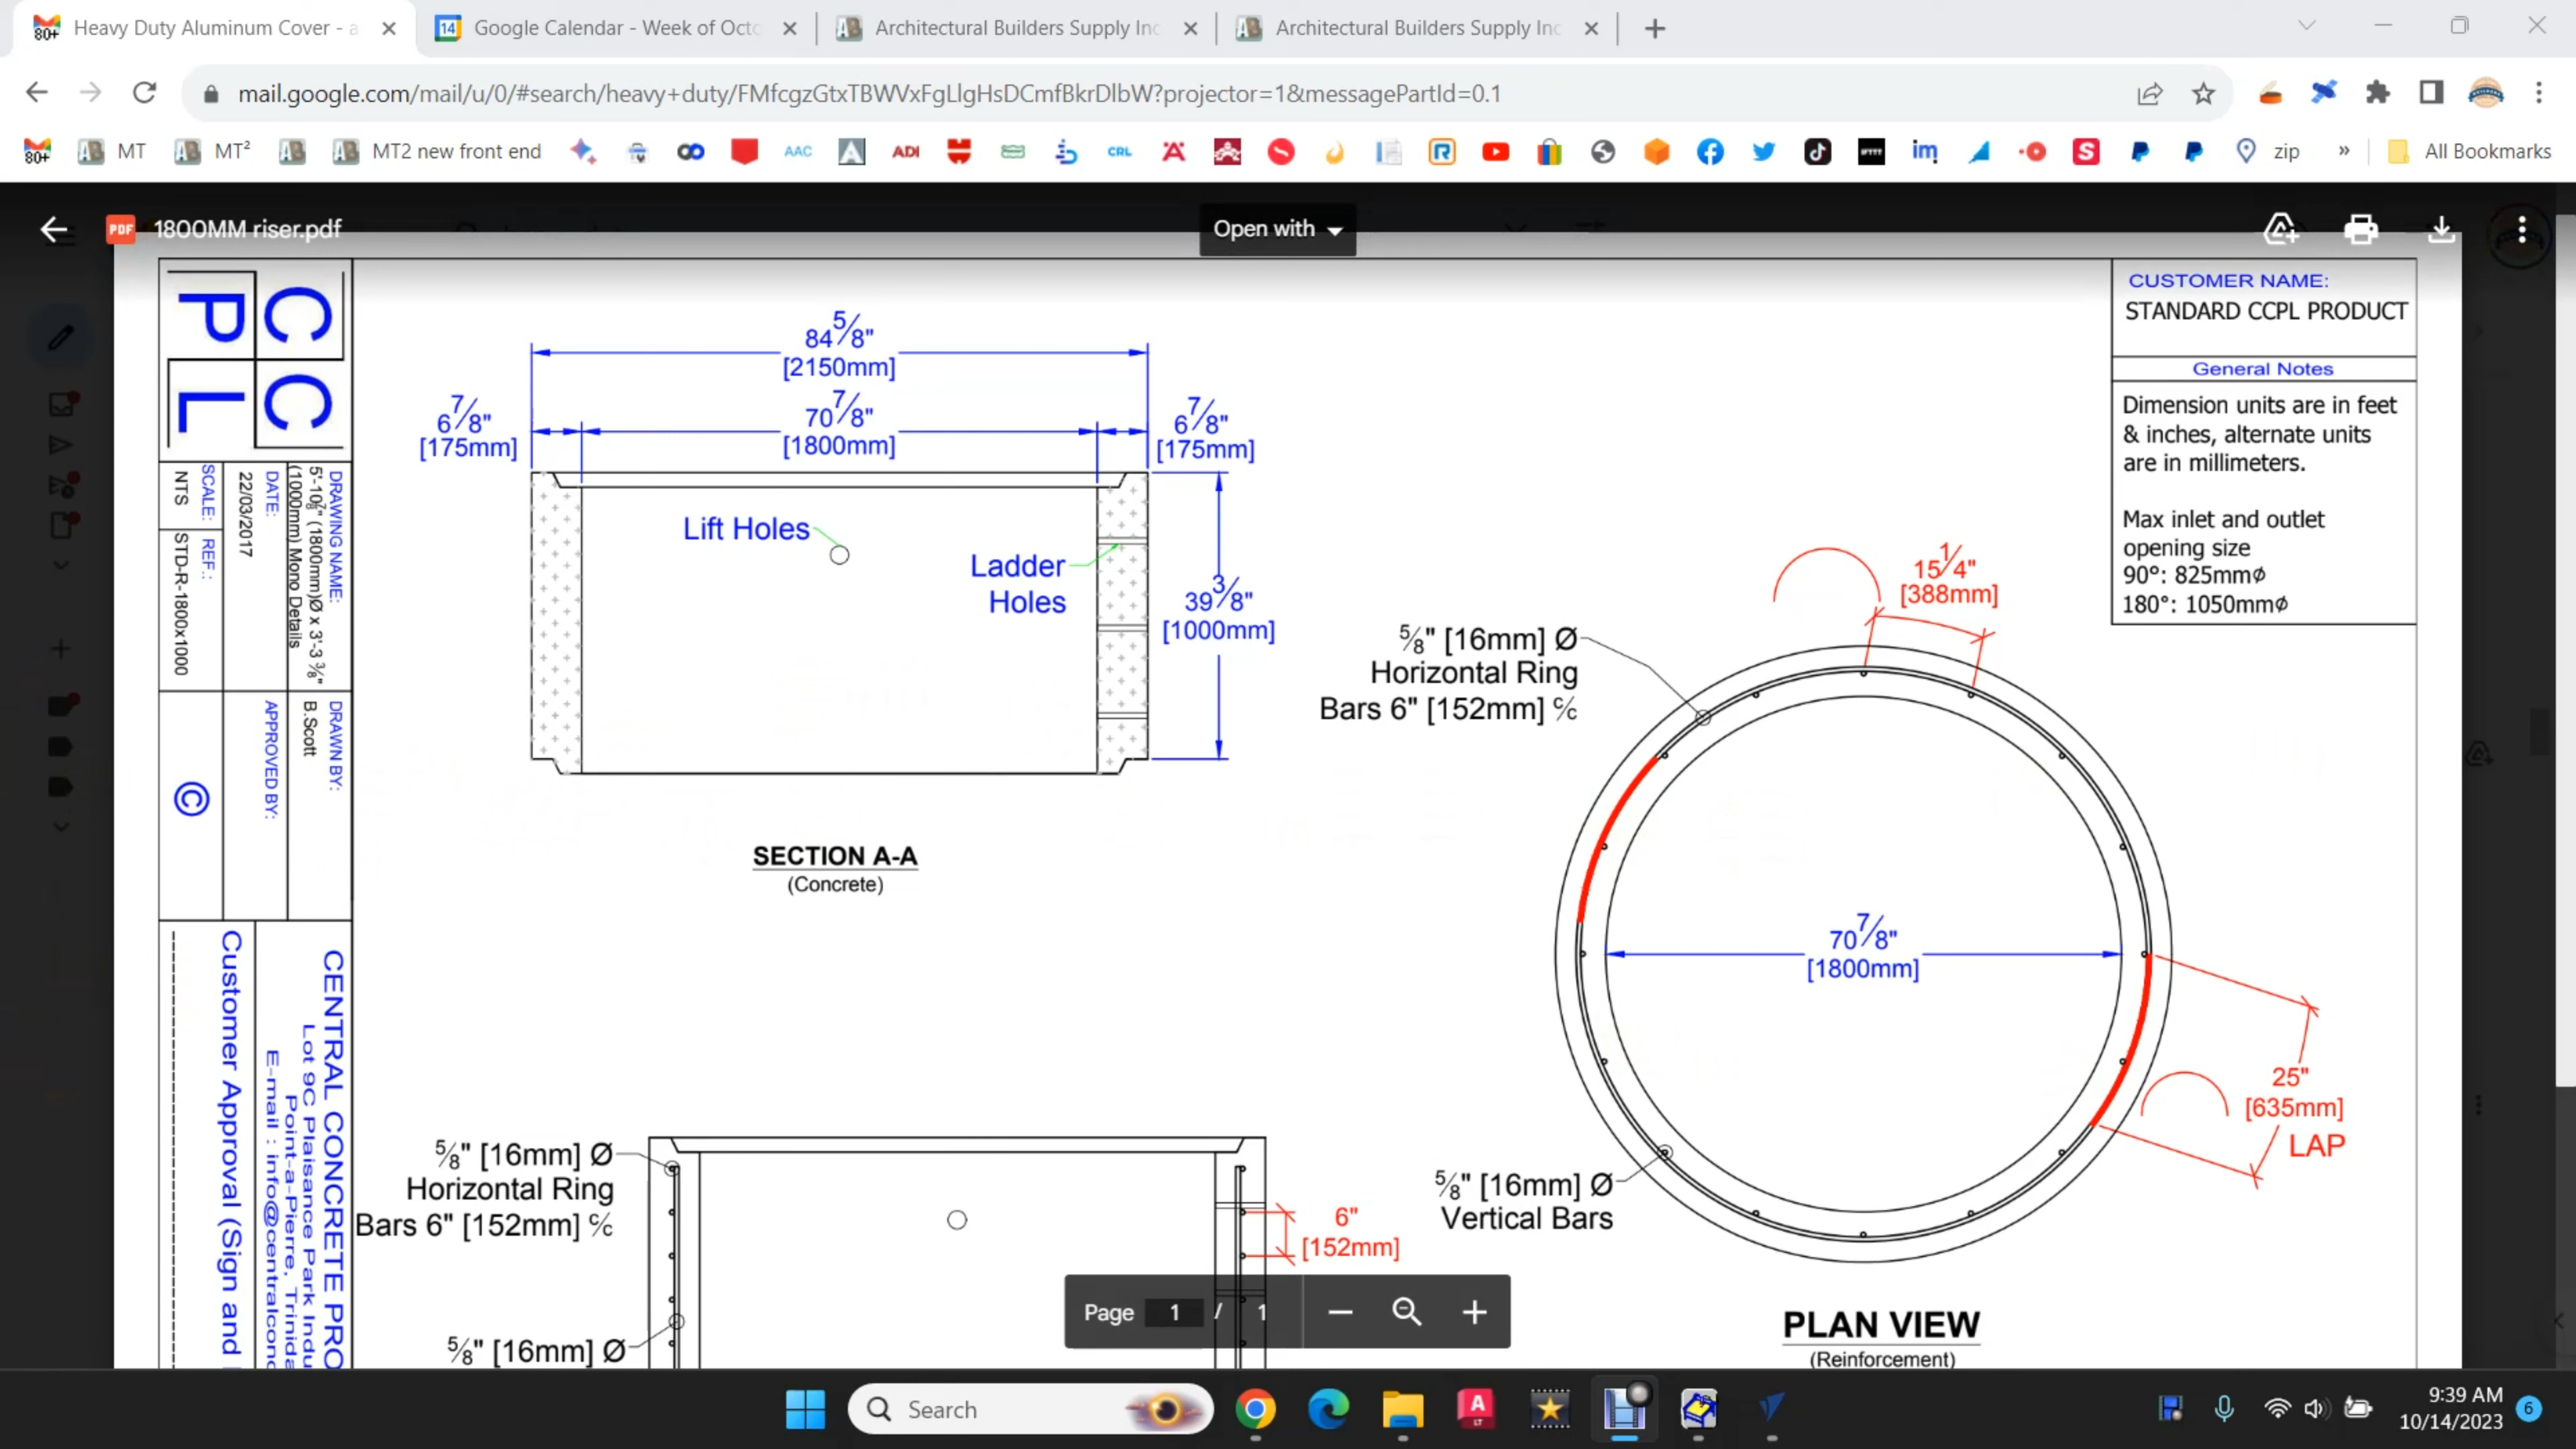 Heavy Duty Aluminum Cover - a
Google Calendar - Week of Octo
Architectural Builders Supply Inc
Architectural Builders Supply Inc
mail.google.com/mail/u/0/#search/heavy+duty/FMfcgzGtxTBWVxFgLlgHsDCmfBkrDlbW?projector=1&messagePartId=0.1
80+ MT MT² MT2 new front end AAC ADI CRL IFTTT zip » All Bookmarks
PDF 1800MM riser.pdf
Open with
CUSTOMER NAME:
STANDARD CCPL PRODUCT
General Notes
Dimension units are in feet
& inches, alternate units
are in millimeters.
Max inlet and outlet
opening size
90°: 825mmø
180°: 1050mmø
C C
P L
DRAWING NAME:
5'-10⅞" (1800mm)Ø x 3'-3 ⅜"
(1000mm) Mono Details
DATE:
22/03/2017
SCALE:
NTS
REF.:
STD-R-1800x1000
DRAWN BY:
B.Scott
APPROVED BY:
©
CENTRAL CONCRETE PRO
Lot 9C Plaisance Park Indu
Point-a-Pierre, Trinida
E-mail : info@centralconc
Customer Approval (Sign and
84 5/8"
[2150mm]
70 7/8"
[1800mm]
6 7/8"
[175mm]
6 7/8"
[175mm]
Lift Holes
Ladder
Holes
39 3/8"
[1000mm]
SECTION A-A
(Concrete)
15 1/4"
[388mm]
5/8" [16mm] Ø
Horizontal Ring
Bars 6" [152mm] c/c
70 7/8"
[1800mm]
25"
[635mm]
LAP
5/8" [16mm] Ø
Vertical Bars
PLAN VIEW
(Reinforcement)
5/8" [16mm] Ø
Horizontal Ring
Bars 6" [152mm] c/c
6"
[152mm]
5/8" [16mm] Ø
Page 1 / 1
Search
9:39 AM
10/14/2023
6